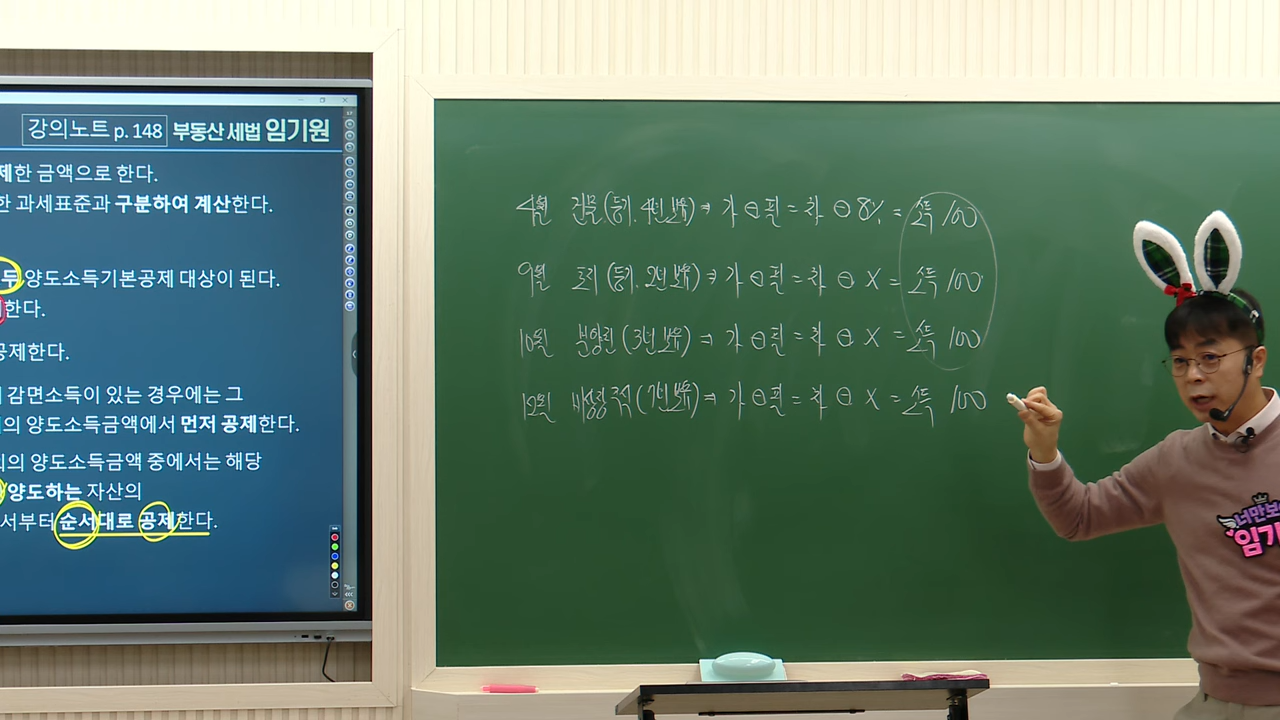 강의노트 p. 148 부동산 세법 임기원
제한 금액으로 한다.
한 과세표준과 구분하여 계산한다.
두 양도소득기본공제 대상이 된다.
한다.
공제한다.
감면소득이 있는 경우에는 그
의 양도소득금액에서 먼저 공제한다.
의 양도소득금액 중에서는 해당
양도하는 자산의
서부터 순서대로 공제한다.
4월 건물 (등기. 4년 보유) ⇒ 가 ⊖ 필 = 차 ⊖ 8% = 소득 100
9월 토지 (등기. 2년 보유) ⇒ 가 ⊖ 필 = 차 ⊖ X = 소득 100
10월 분양권 (3년 보유) ⇒ 가 ⊖ 필 = 차 ⊖ X = 소득 100
12월 비상장 주식 (7년 보유) ⇒ 가 ⊖ 필 = 차 ⊖ X = 소득 100
너만보
임기